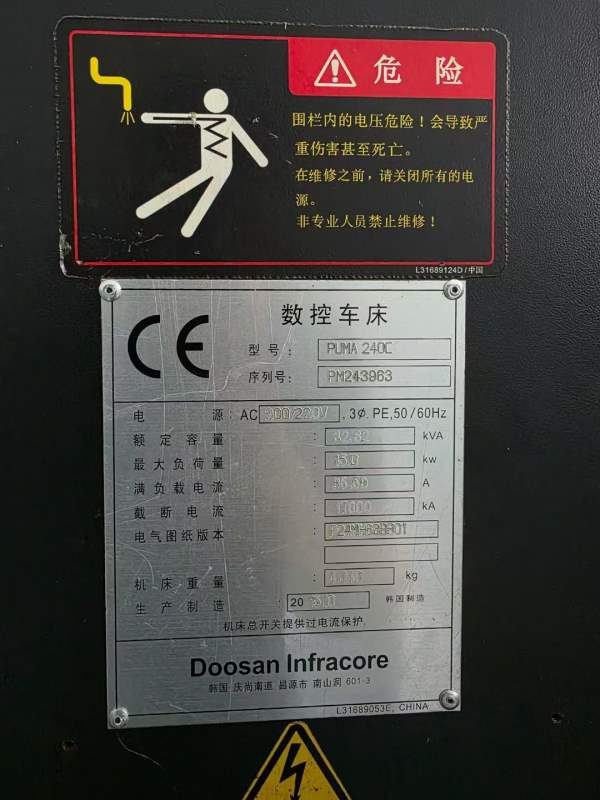 危险
围栏内的电压危险！会导致严
重伤害甚至死亡。
在维修之前，请关闭所有的电
源。
非专业人员禁止维修！
L31689124D/中国
CE
数控车床
型号： PUMA 240C
序列号： PM243963
电源：AC 200/220V , 3Φ. PE,50/60Hz
额定容量： kVA
最大负荷量： kw
满负载电流： A
截断电流： kA
电气图纸版本：
机床重量： kg
生产制造： 20 韩国制造
机床总开关提供过电流保护.
Doosan Infracore
韩国 庆尚南道 昌源市 南山洞 601-3
L31689053E, CHINA